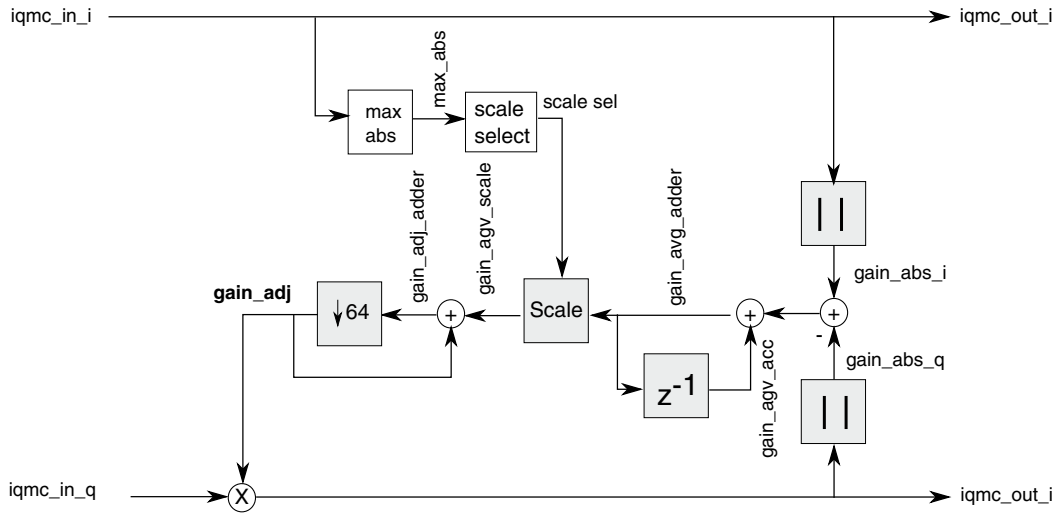 iqmc_in_i
iqmc_out_i
max_abs
max
abs
scale
select
scale sel
| |
gain_abs_i
gain_adj_adder
gain_agv_scale
gain_avg_adder
gain_adj
↓64
+
Scale
+
+
-
z-1
gain_agv_acc
gain_abs_q
| |
iqmc_in_q
X
iqmc_out_i